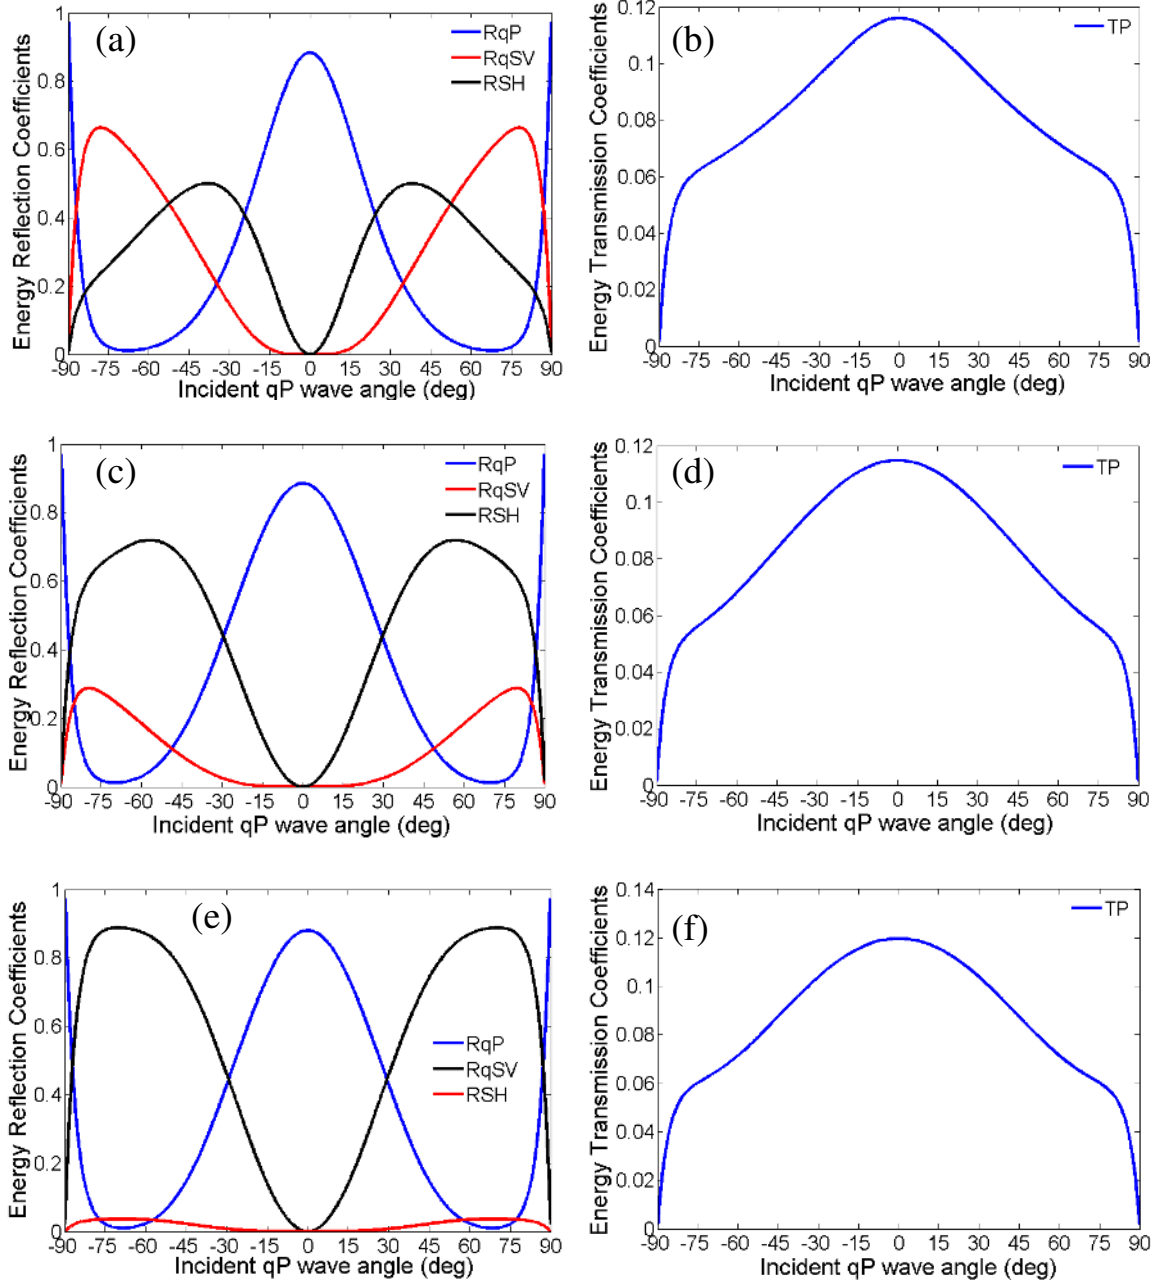 (a)
RqP
RqSV
RSH
Energy Reflection Coefficients
1
0.8
0.6
0.4
0.2
0
-90 -75 -60 -45 -30 -15 0 15 30 45 60 75 90
Incident qP wave angle (deg)
(b)
TP
Energy Transmission Coefficients
0.12
0.1
0.08
0.06
0.04
0.02
0
-90 -75 -60 -45 -30 -15 0 15 30 45 60 75 90
Incident qP wave angle (deg)
(c)
RqP
RqSV
RSH
Energy Reflection Coefficients
1
0.8
0.6
0.4
0.2
0
-90 -75 -60 -45 -30 -15 0 15 30 45 60 75 90
Incident qP wave angle (deg)
(d)
TP
Energy Transmission Coefficients
0.12
0.1
0.08
0.06
0.04
0.02
0
-90 -75 -60 -45 -30 -15 0 15 30 45 60 75 90
Incident qP wave angle (deg)
(e)
RqP
RqSV
RSH
Energy Reflection Coefficients
1
0.8
0.6
0.4
0.2
0
-90 -75 -60 -45 -30 -15 0 15 30 45 60 75 90
Incident qP wave angle (deg)
(f)
TP
Energy Transmission Coefficients
0.14
0.12
0.1
0.08
0.06
0.04
0.02
0
-90 -75 -60 -45 -30 -15 0 15 30 45 60 75 90
Incident qP wave angle (deg)